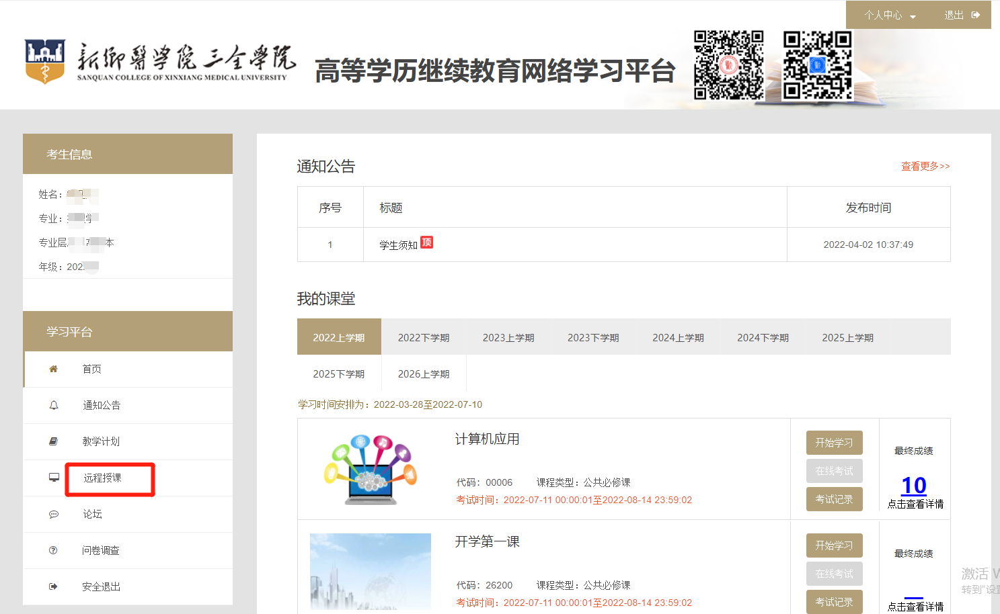 个人中心
退出
新乡医学院三全学院
SANQUAN COLLEGE OF XINXIANG MEDICAL UNIVERSITY
高等学历继续教育网络学习平台
考生信息
姓名：
专业：
专业层
年级：202
学习平台
首页
通知公告
教学计划
远程授课
论坛
问卷调查
安全退出
通知公告
查看更多>>
序号 标题 发布时间
1 学生须知 顶 2022-04-02 10:37:49
我的课堂
2022上学期 2022下学期 2023上学期 2023下学期 2024上学期 2024下学期 2025上学期
2025下学期 2026上学期
学习时间安排为：2022-03-28至2022-07-10
计算机应用
代码：00006 课程类型：公共必修课
考试时间：2022-07-11 00:00:01至2022-08-14 23:59:02
开始学习
在线考试
考试记录
最终成绩
10
点击查看详情
开学第一课
代码：26200 课程类型：公共必修课
考试时间：2022-07-11 00:00:01至2022-08-14 23:59:02
开始学习
在线考试
考试记录
最终成绩
点击查看详情
激活 W
转到"设置